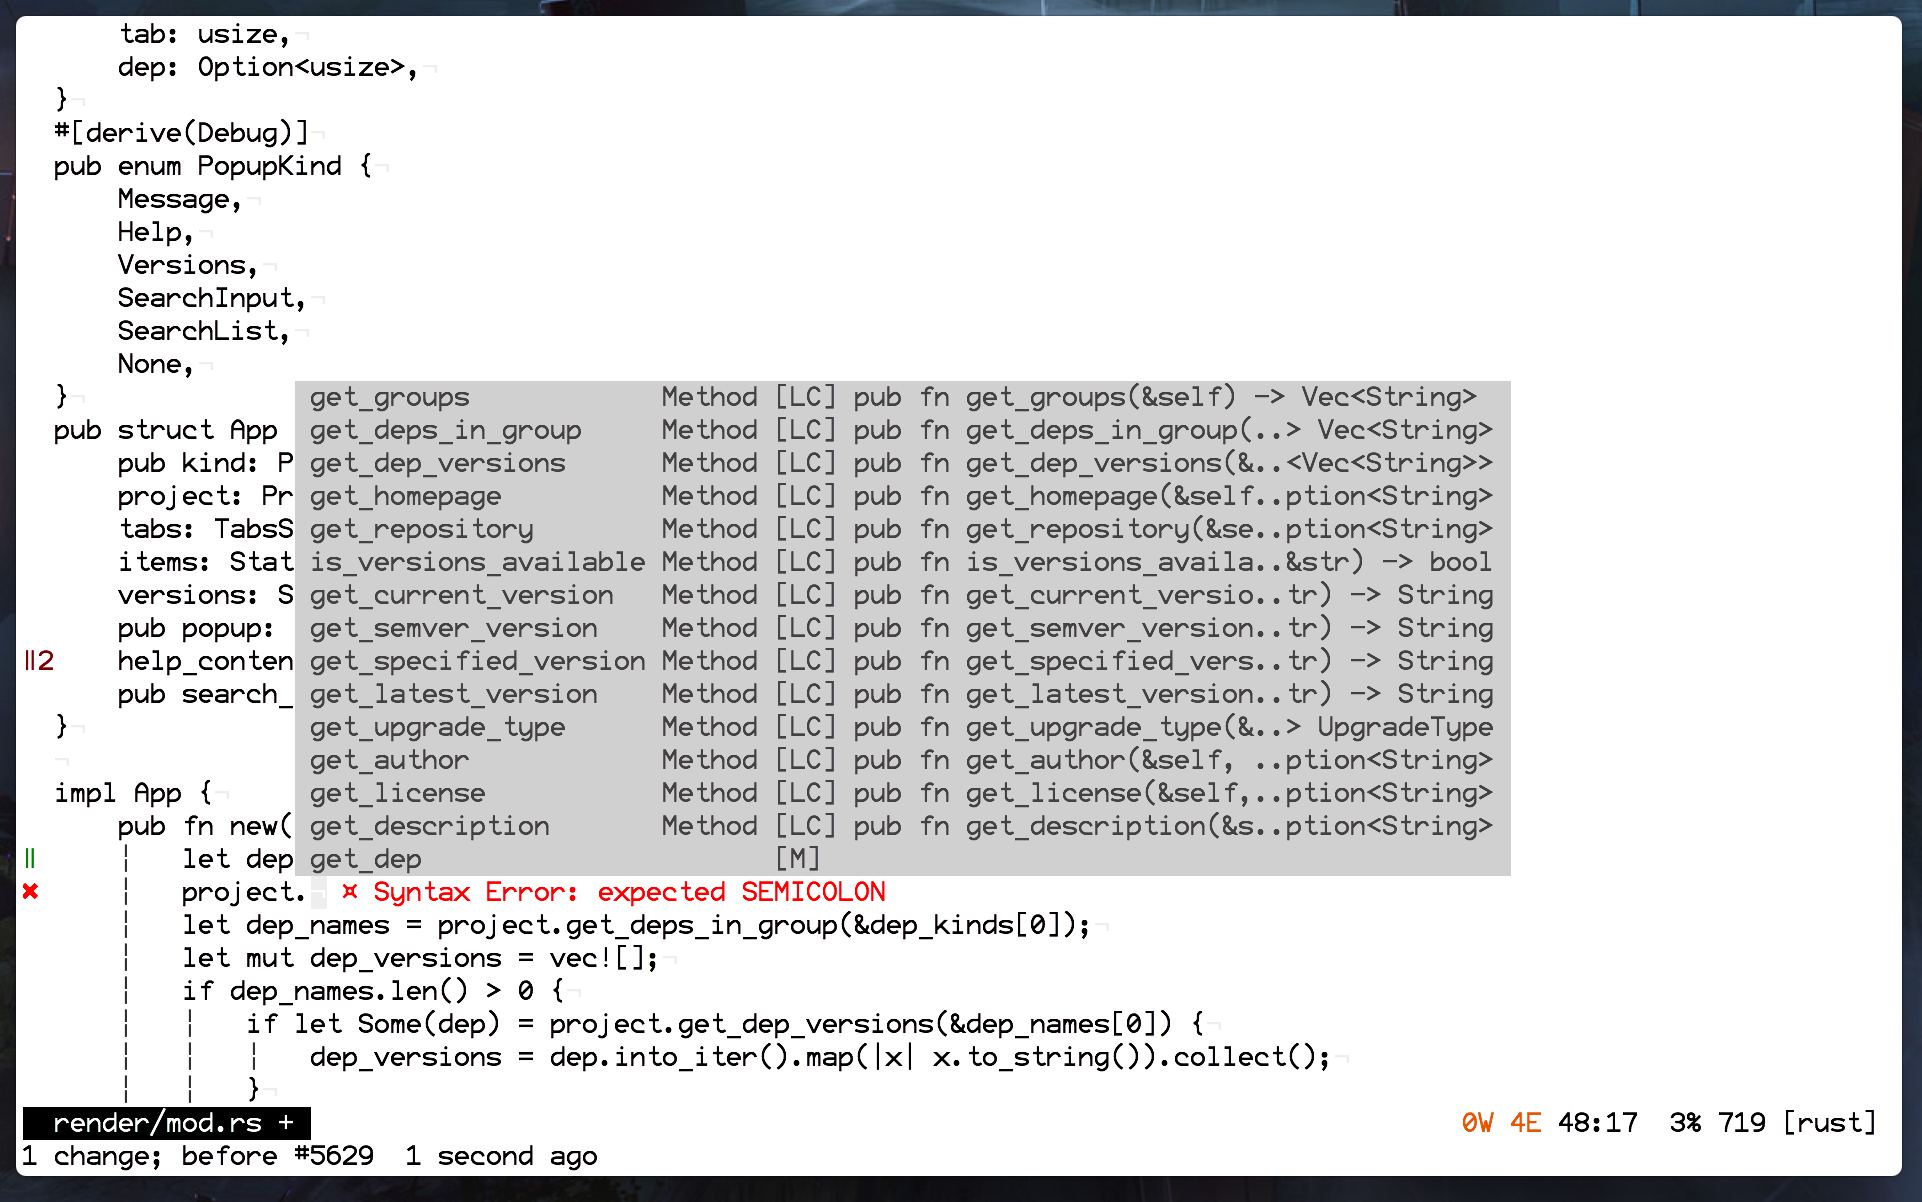 tab: usize,¬
dep: Option<usize>,¬
}¬
#[derive(Debug)]¬
pub enum PopupKind {¬
Message,¬
Help,¬
Versions,¬
SearchInput,¬
SearchList,¬
None,¬
}¬ get_groups Method [LC] pub fn get_groups(&self) -> Vec<String>
pub struct App get_deps_in_group Method [LC] pub fn get_deps_in_group(..> Vec<String>
pub kind: P get_dep_versions Method [LC] pub fn get_dep_versions(&..<Vec<String>>
project: Pr get_homepage Method [LC] pub fn get_homepage(&self..ption<String>
tabs: TabsS get_repository Method [LC] pub fn get_repository(&se..ption<String>
items: Stat is_versions_available Method [LC] pub fn is_versions_availa..&str) -> bool
versions: S get_current_version Method [LC] pub fn get_current_versio..tr) -> String
pub popup: get_semver_version Method [LC] pub fn get_semver_version..tr) -> String
||2 help_conten get_specified_version Method [LC] pub fn get_specified_vers..tr) -> String
pub search_ get_latest_version Method [LC] pub fn get_latest_version..tr) -> String
}¬ get_upgrade_type Method [LC] pub fn get_upgrade_type(&..> UpgradeType
¬ get_author Method [LC] pub fn get_author(&self, ..ption<String>
impl App {¬ get_license Method [LC] pub fn get_license(&self,..ption<String>
pub fn new( get_description Method [LC] pub fn get_description(&s..ption<String>
|| ¦ let dep get_dep [M]
✖ ¦ project.¬ ¤ Syntax Error: expected SEMICOLON
¦ let dep_names = project.get_deps_in_group(&dep_kinds[0]);¬
¦ let mut dep_versions = vec![];¬
¦ if dep_names.len() > 0 {¬
¦ ¦ if let Some(dep) = project.get_dep_versions(&dep_names[0]) {¬
¦ ¦ ¦ dep_versions = dep.into_iter().map(|x| x.to_string()).collect();¬
¦ ¦ }¬
render/mod.rs + 0W 4E 48:17 3% 719 [rust]
1 change; before #5629 1 second ago